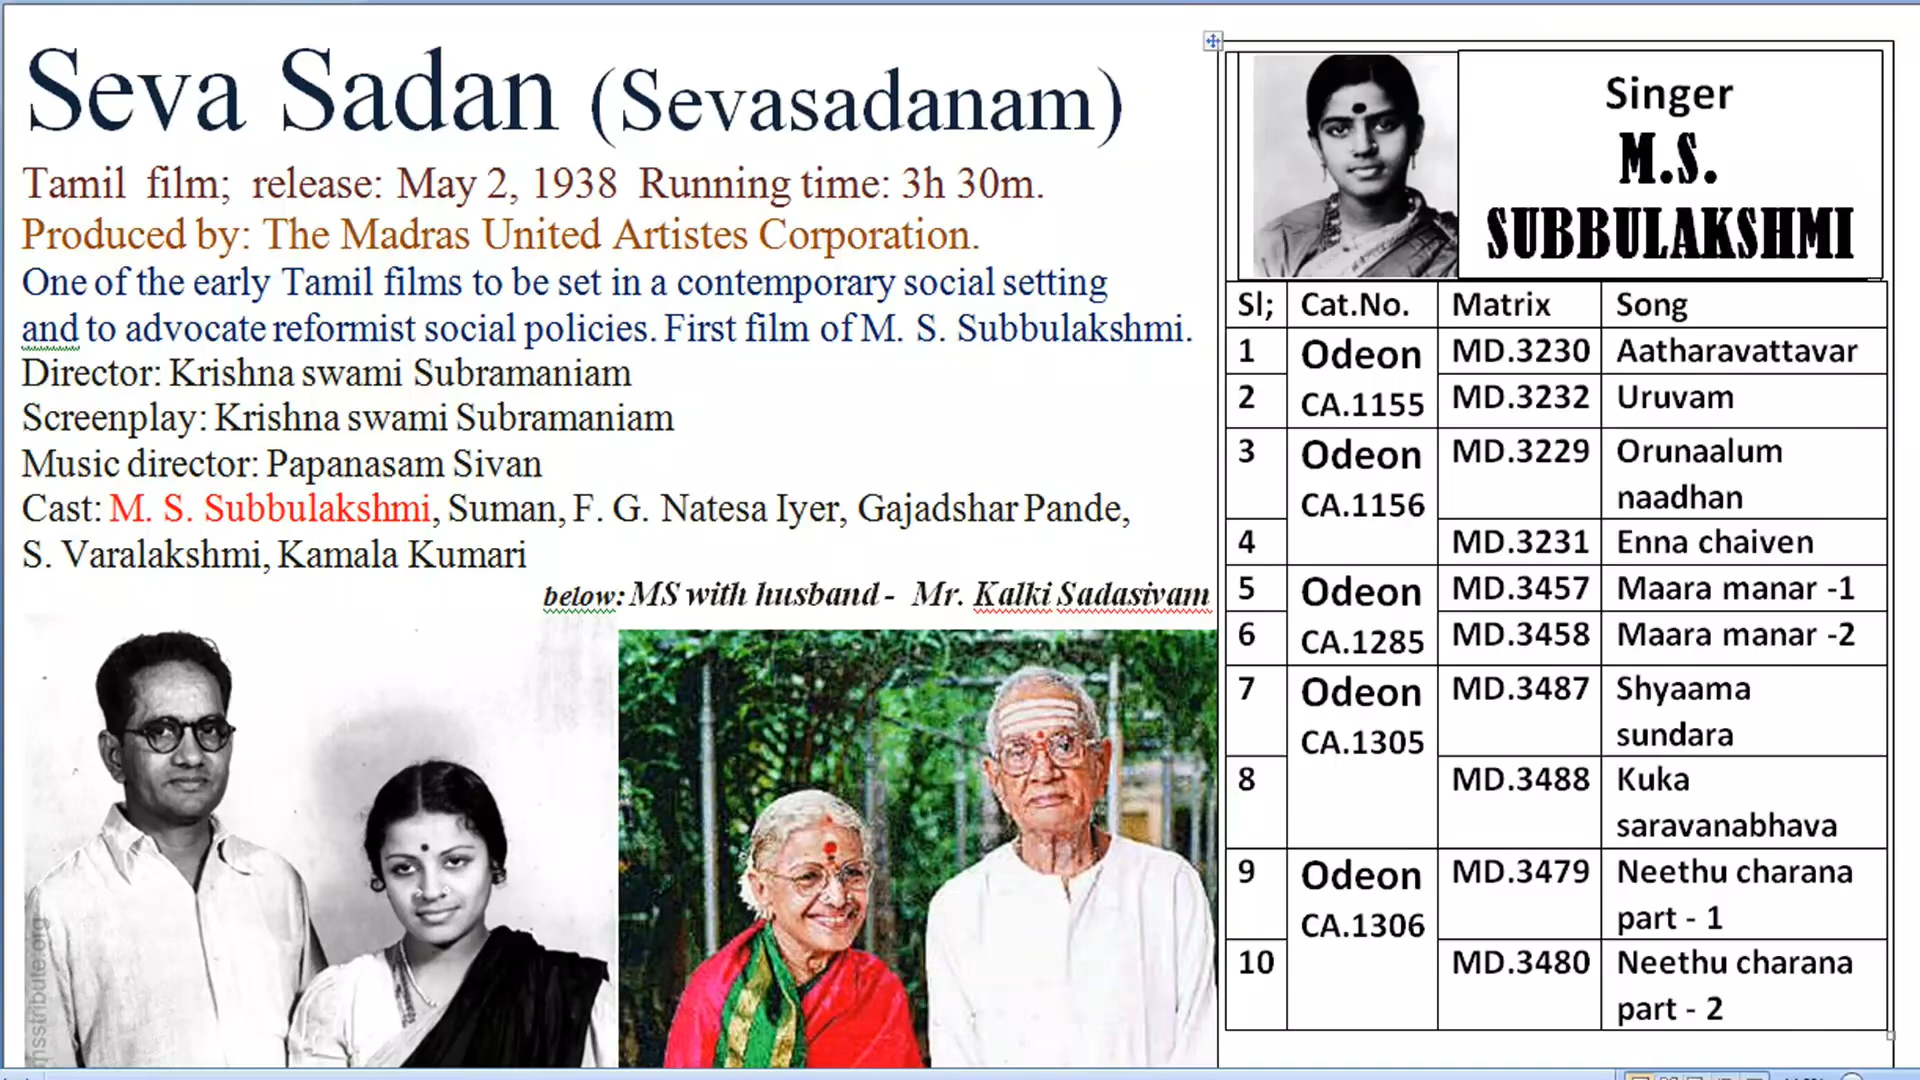 Seva Sadan (Sevasadanam)
Tamil film; release: May 2, 1938 Running time: 3h 30m.
Produced by: The Madras United Artistes Corporation.
One of the early Tamil films to be set in a contemporary social setting
and to advocate reformist social policies. First film of M. S. Subbulakshmi.
Director: Krishna swami Subramaniam
Screenplay: Krishna swami Subramaniam
Music director: Papanasam Sivan
Cast: M. S. Subbulakshmi, Suman, F. G. Natesa Iyer, Gajadshar Pande,
S. Varalakshmi, Kamala Kumari
below: MS with husband - Mr. Kalki Sadasivam
msstribute.org
Singer
M.S.
SUBBULAKSHMI
Sl; Cat.No. Matrix Song
1 Odeon MD.3230 Aatharavattavar
2 CA.1155 MD.3232 Uruvam
3 Odeon MD.3229 Orunaalum
CA.1156 naadhan
4 MD.3231 Enna chaiven
5 Odeon MD.3457 Maara manar -1
6 CA.1285 MD.3458 Maara manar -2
7 Odeon MD.3487 Shyaama
CA.1305 sundara
8 MD.3488 Kuka
saravanabhava
9 Odeon MD.3479 Neethu charana
CA.1306 part - 1
10 MD.3480 Neethu charana
part - 2